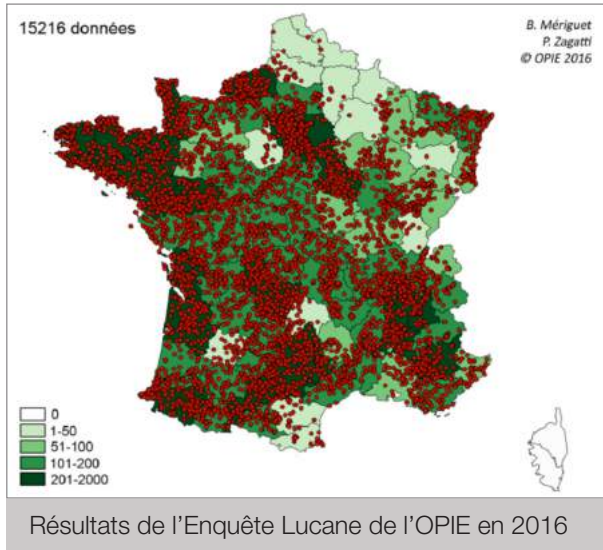 15216 données
B. Mériguet
P. Zagatti
© OPIE 2016
0
1-50
51-100
101-200
201-2000
Résultats de l'Enquête Lucane de l'OPIE en 2016